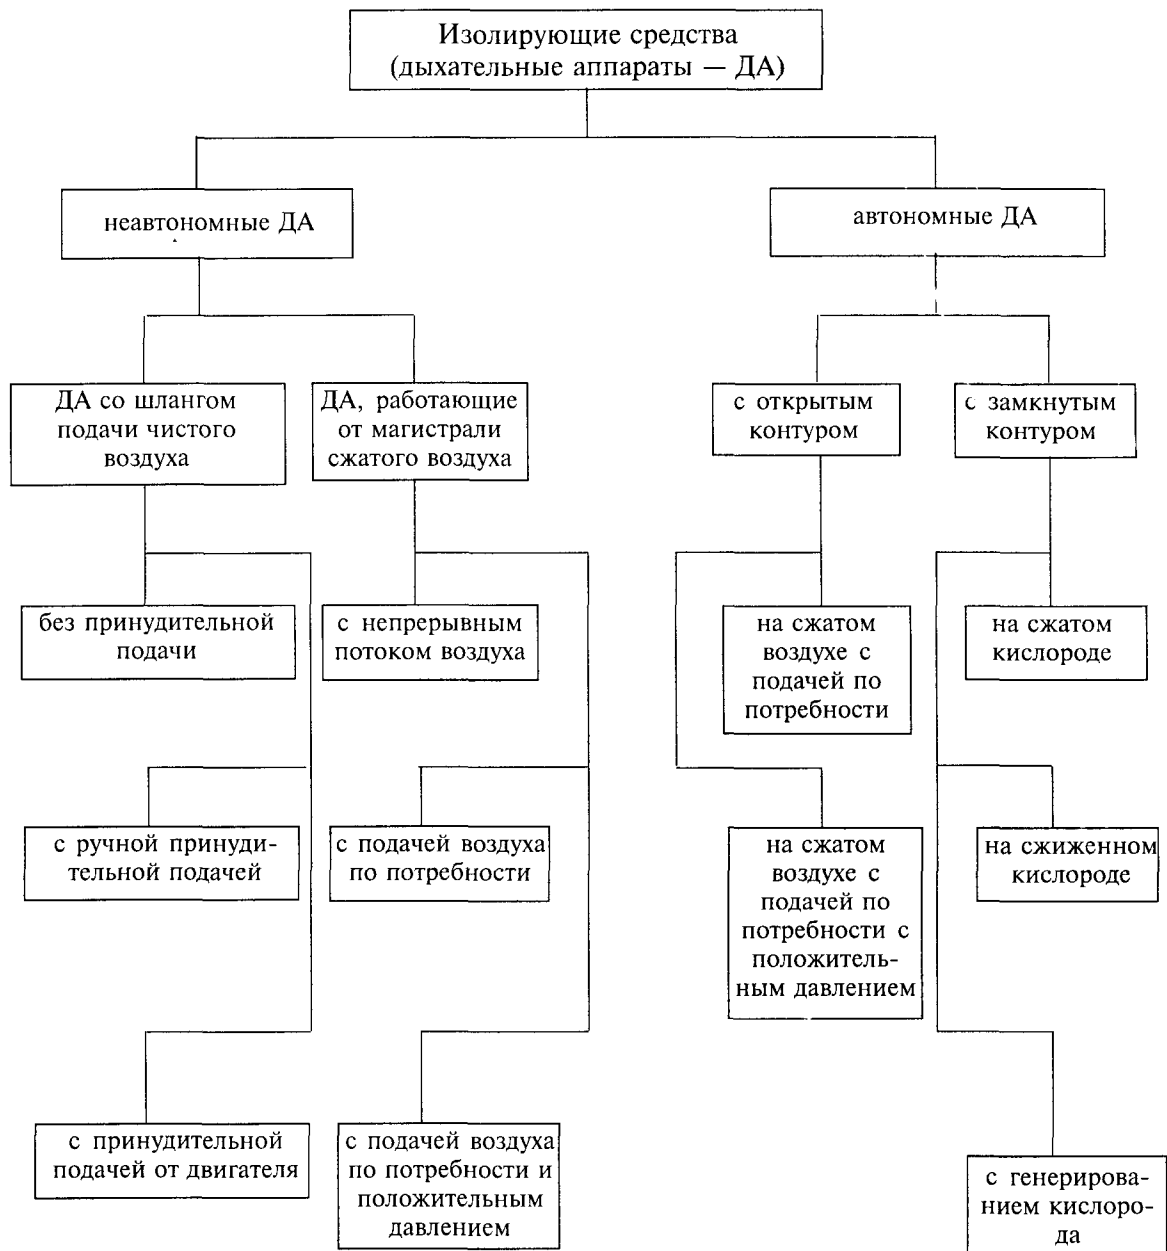 Изолирующие средства
(дыхательные аппараты — ДА)
неавтономные ДА
автономные ДА
ДА со шлангом
подачи чистого
воздуха
ДА, работающие
от магистрали
сжатого воздуха
с открытым
контуром
с замкнутым
контуром
без принудительной
подачи
с непрерывным
потоком воздуха
на сжатом
воздухе с
подачей по
потребности
на сжатом
кислороде
с ручной принуди-
тельной подачей
с подачей воздуха
по потребности
на сжатом
воздухе с
подачей по
потребности с
положитель-
ным давлением
на сжиженном
кислороде
с принудительной
подачей от двигателя
с подачей воздуха
по потребности и
положительным
давлением
с генерирова-
нием кислоро-
да